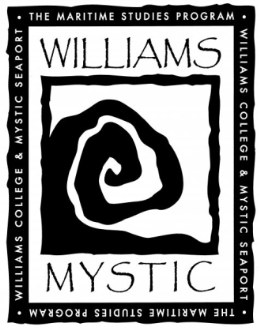 • THE MARITIME STUDIES PROGRAM •
WILLIAMS
MYSTIC
WILLIAMS COLLEGE & MYSTIC SEAPORT •
WILLIAMS COLLEGE & MYSTIC SEAPORT
• THE MARITIME STUDIES PROGRAM •